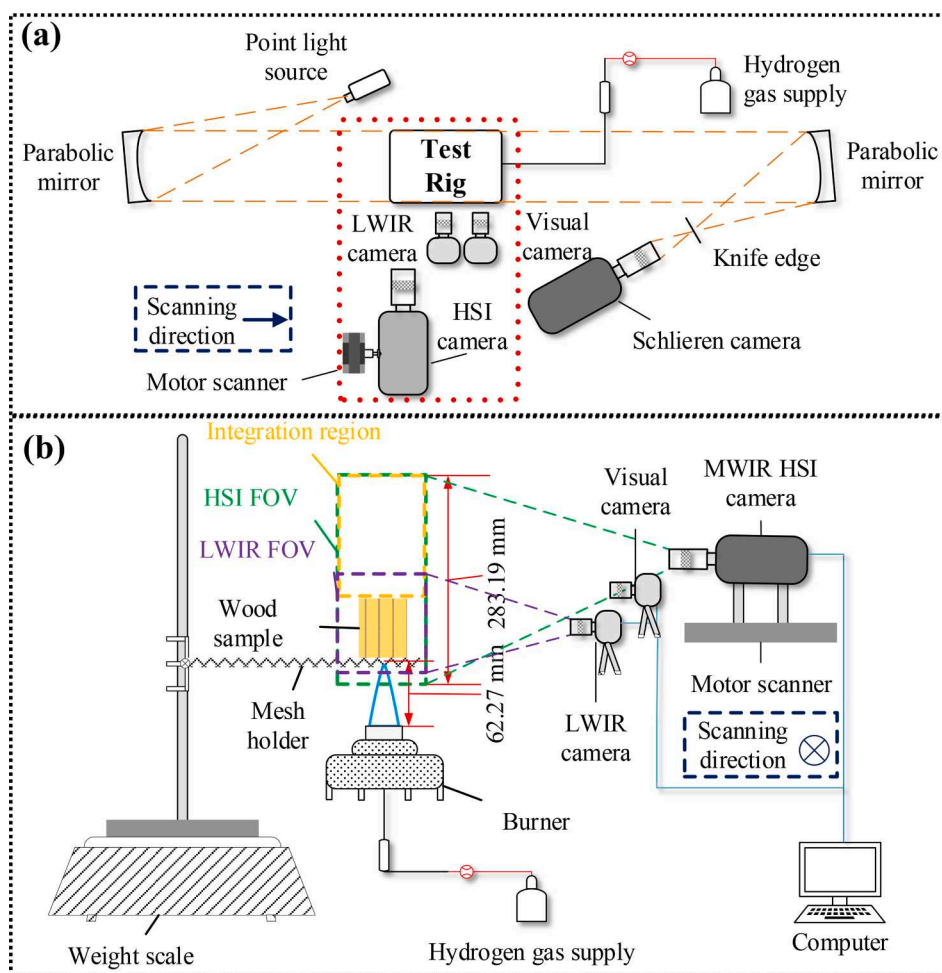 (a)
Point light
source
Hydrogen
gas supply
Parabolic
mirror
Test
Rig
Parabolic
mirror
LWIR
camera
Visual
camera
Knife edge
Scanning
direction
HSI
camera
Schlieren camera
Motor scanner
(b)
Integration region
HSI FOV
LWIR FOV
Visual
camera
MWIR HSI
camera
Wood
sample
283.19 mm
62.27 mm
Mesh
holder
LWIR
camera
Motor scanner
Scanning
direction
Burner
Weight scale
Hydrogen gas supply
Computer